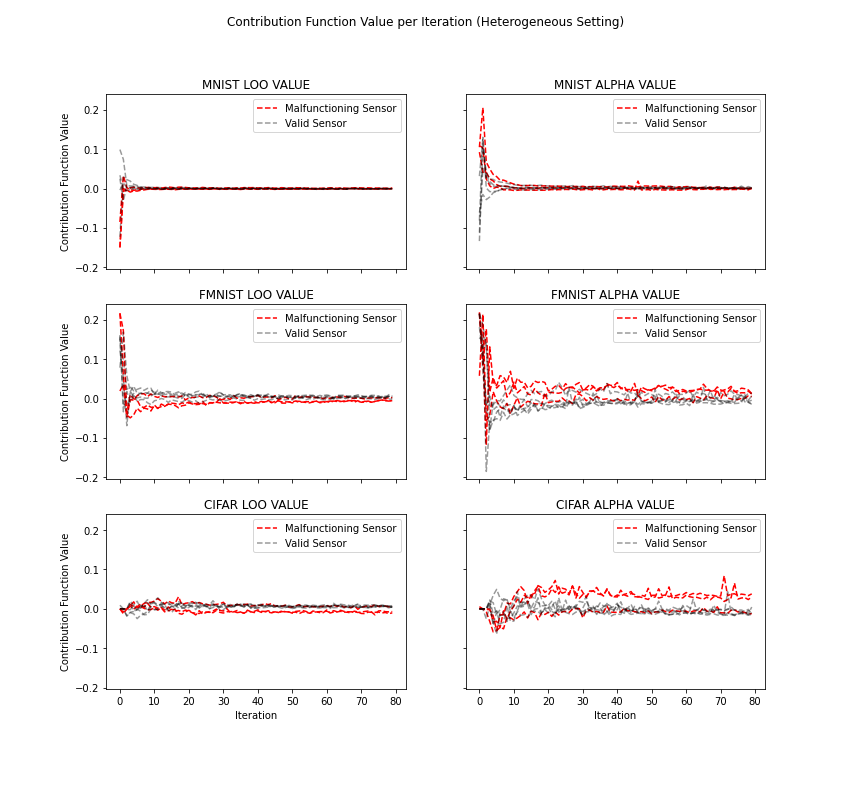 Contribution Function Value per Iteration (Heterogeneous Setting)
MNIST LOO VALUE
MNIST ALPHA VALUE
Contribution Function Value
0.2
0.1
0.0
−0.1
−0.2
Malfunctioning Sensor
Valid Sensor
Malfunctioning Sensor
Valid Sensor
FMNIST LOO VALUE
FMNIST ALPHA VALUE
Contribution Function Value
0.2
0.1
0.0
−0.1
−0.2
Malfunctioning Sensor
Valid Sensor
Malfunctioning Sensor
Valid Sensor
CIFAR LOO VALUE
CIFAR ALPHA VALUE
Contribution Function Value
0.2
0.1
0.0
−0.1
−0.2
Malfunctioning Sensor
Valid Sensor
Malfunctioning Sensor
Valid Sensor
0 10 20 30 40 50 60 70 80
0 10 20 30 40 50 60 70 80
Iteration
Iteration